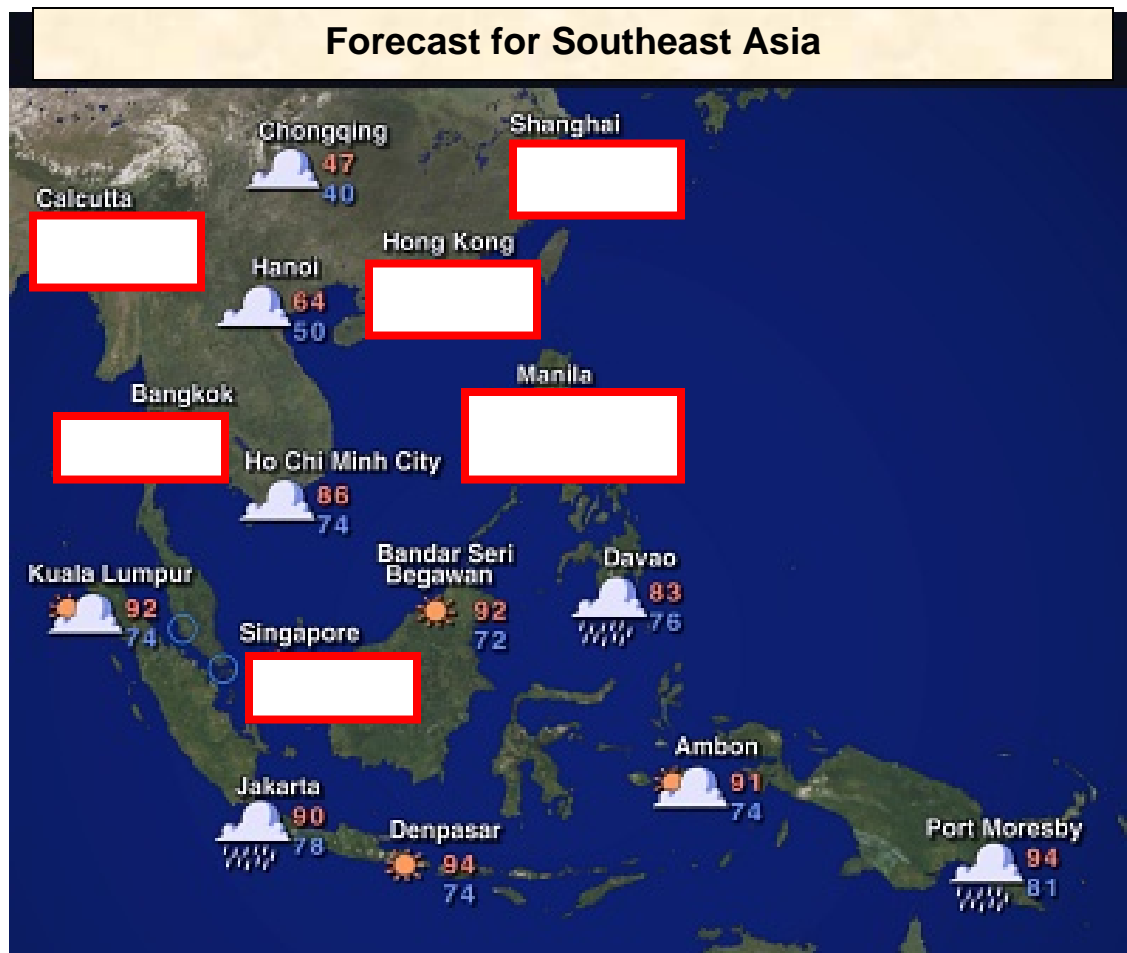 Forecast for Southeast Asia
Chongqing
47
40
Shanghai
Calcutta
Hong Kong
Hanoi
64
50
Manila
Bangkok
Ho Chi Minh City
86
74
Bandar Seri
Begawan
92
72
Davao
83
76
Kuala Lumpur
92
74
Singapore
Ambon
91
74
Jakarta
90
78
Denpasar
94
74
Port Moresby
94
81